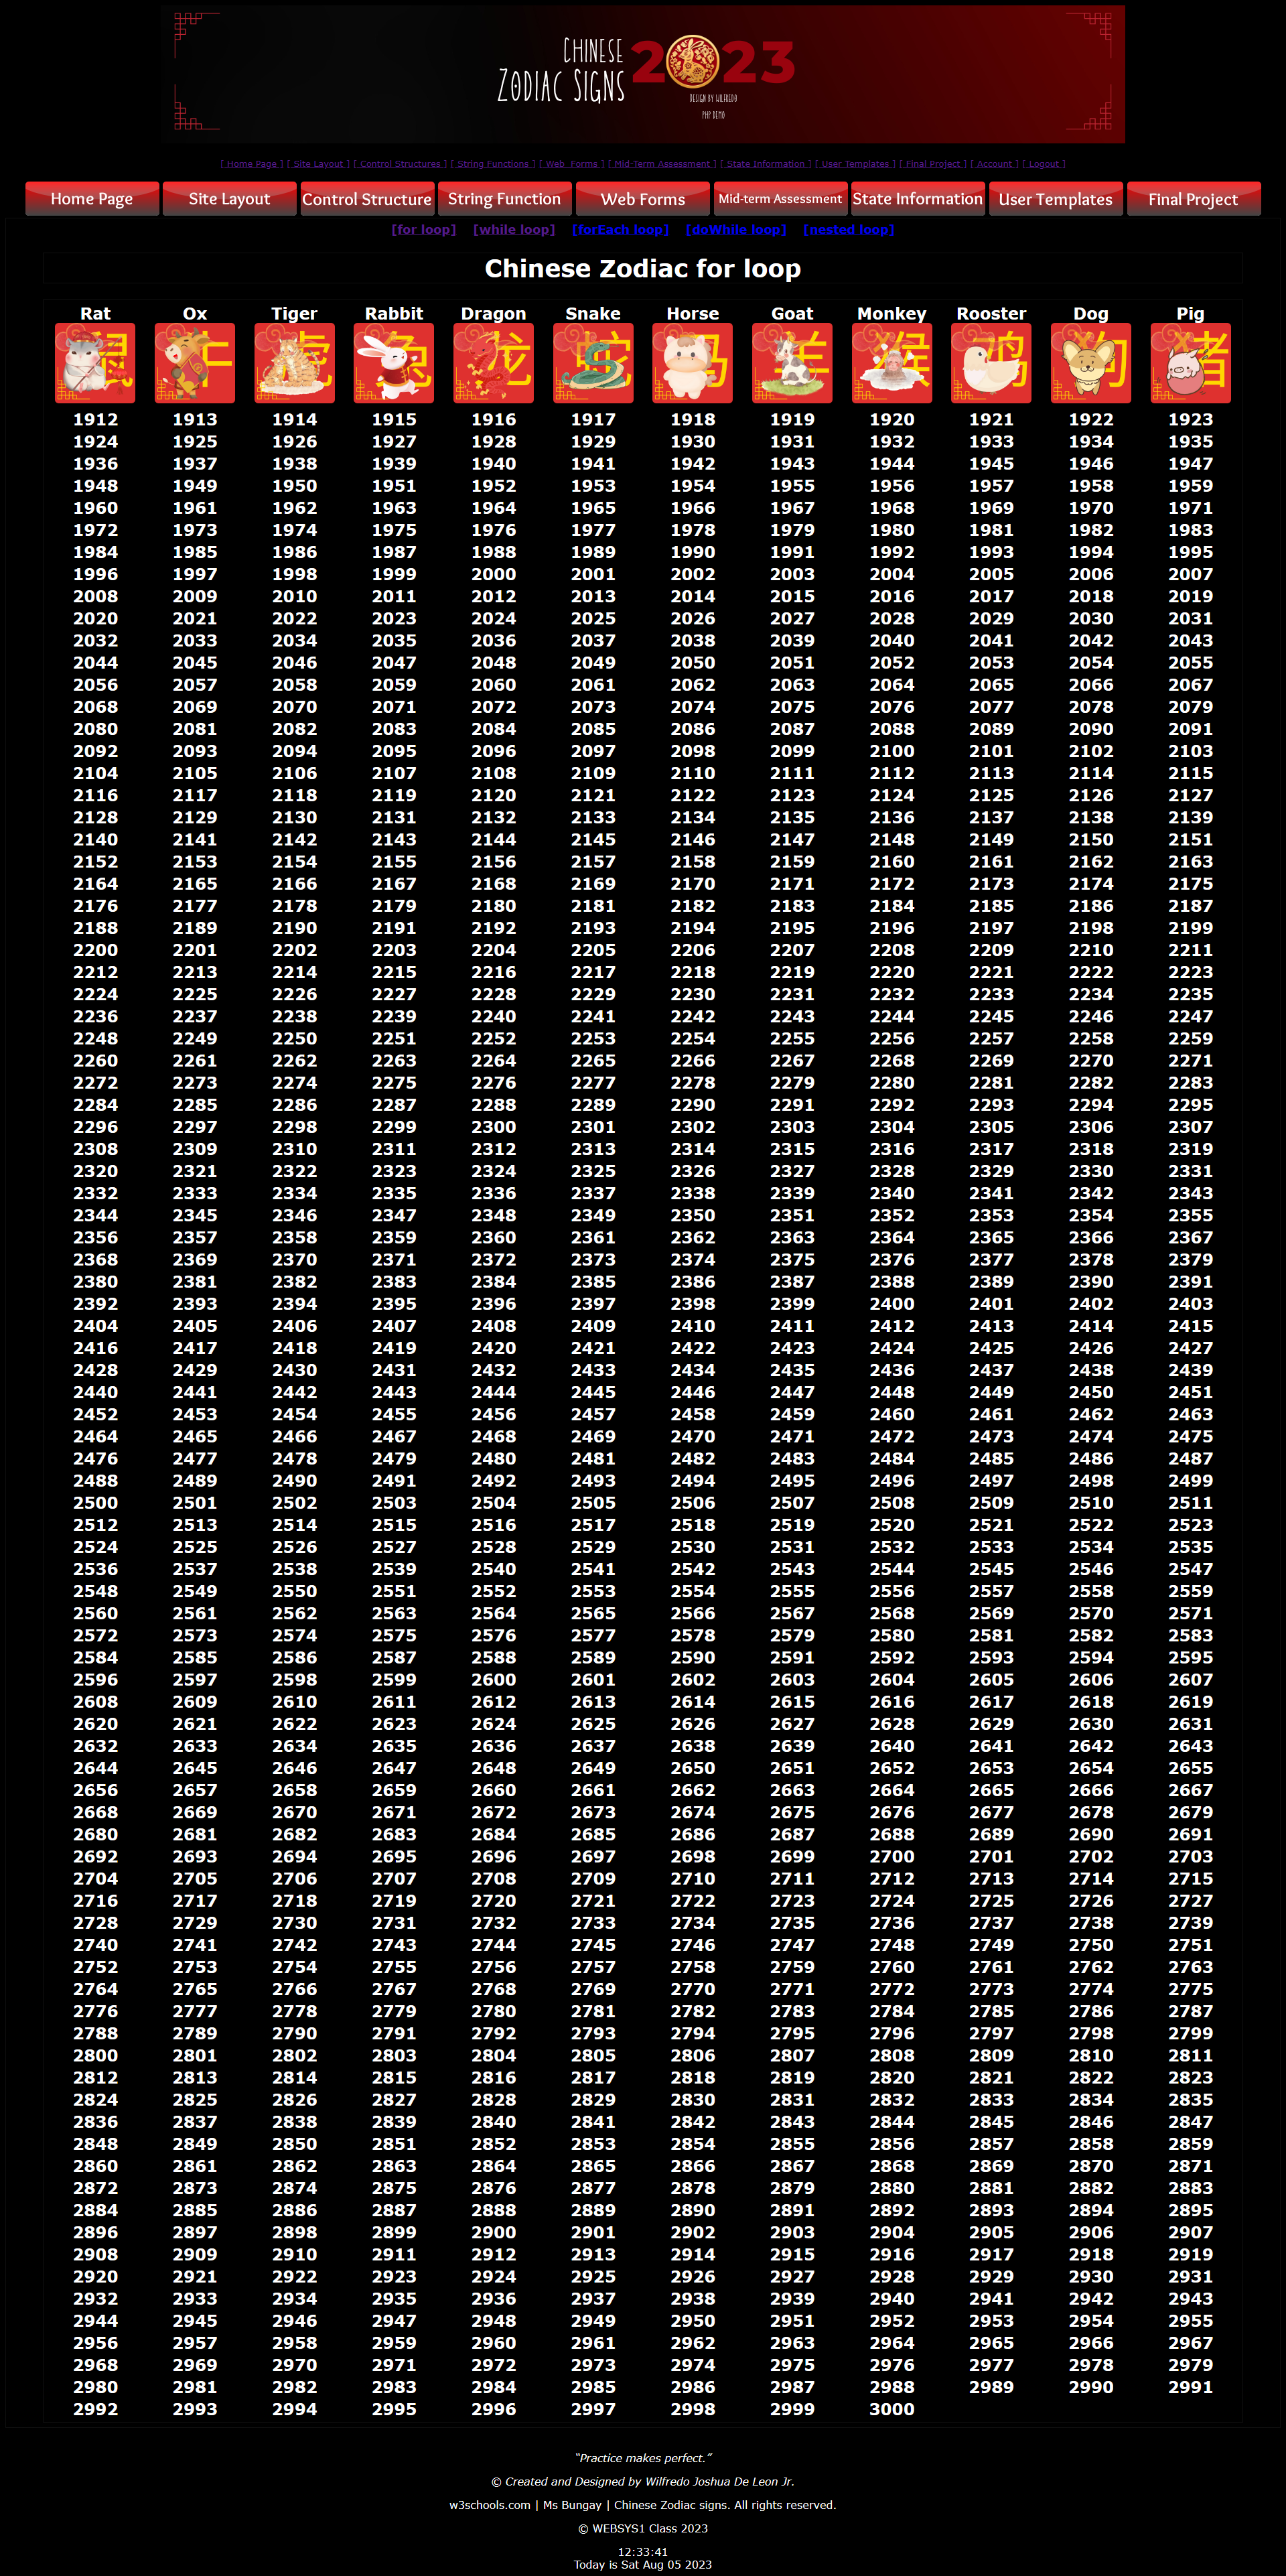 CHINESE
ZODIAC SIGNS 2023
DESIGN BY WILFREDO
PHP DEMO
[ Home Page ] [ Site Layout ] [ Control Structures ] [ String Functions ] [ Web Forms ] [ Mid-Term Assessment ] [ State Information ] [ User Templates ] [ Final Project ] [ Account ] [ Logout ]
Home Page Site Layout Control Structure String Function Web Forms Mid-term Assessment State Information User Templates Final Project
[for loop] [while loop] [forEach loop] [doWhile loop] [nested loop]
Chinese Zodiac for loop
Rat Ox Tiger Rabbit Dragon Snake Horse Goat Monkey Rooster Dog Pig
鼠 牛 虎 兔 龙 蛇 马 羊 猴 鸡 狗 猪
1912 1913 1914 1915 1916 1917 1918 1919 1920 1921 1922 1923
1924 1925 1926 1927 1928 1929 1930 1931 1932 1933 1934 1935
1936 1937 1938 1939 1940 1941 1942 1943 1944 1945 1946 1947
1948 1949 1950 1951 1952 1953 1954 1955 1956 1957 1958 1959
1960 1961 1962 1963 1964 1965 1966 1967 1968 1969 1970 1971
1972 1973 1974 1975 1976 1977 1978 1979 1980 1981 1982 1983
1984 1985 1986 1987 1988 1989 1990 1991 1992 1993 1994 1995
1996 1997 1998 1999 2000 2001 2002 2003 2004 2005 2006 2007
2008 2009 2010 2011 2012 2013 2014 2015 2016 2017 2018 2019
2020 2021 2022 2023 2024 2025 2026 2027 2028 2029 2030 2031
2032 2033 2034 2035 2036 2037 2038 2039 2040 2041 2042 2043
2044 2045 2046 2047 2048 2049 2050 2051 2052 2053 2054 2055
2056 2057 2058 2059 2060 2061 2062 2063 2064 2065 2066 2067
2068 2069 2070 2071 2072 2073 2074 2075 2076 2077 2078 2079
2080 2081 2082 2083 2084 2085 2086 2087 2088 2089 2090 2091
2092 2093 2094 2095 2096 2097 2098 2099 2100 2101 2102 2103
2104 2105 2106 2107 2108 2109 2110 2111 2112 2113 2114 2115
2116 2117 2118 2119 2120 2121 2122 2123 2124 2125 2126 2127
2128 2129 2130 2131 2132 2133 2134 2135 2136 2137 2138 2139
2140 2141 2142 2143 2144 2145 2146 2147 2148 2149 2150 2151
2152 2153 2154 2155 2156 2157 2158 2159 2160 2161 2162 2163
2164 2165 2166 2167 2168 2169 2170 2171 2172 2173 2174 2175
2176 2177 2178 2179 2180 2181 2182 2183 2184 2185 2186 2187
2188 2189 2190 2191 2192 2193 2194 2195 2196 2197 2198 2199
2200 2201 2202 2203 2204 2205 2206 2207 2208 2209 2210 2211
2212 2213 2214 2215 2216 2217 2218 2219 2220 2221 2222 2223
2224 2225 2226 2227 2228 2229 2230 2231 2232 2233 2234 2235
2236 2237 2238 2239 2240 2241 2242 2243 2244 2245 2246 2247
2248 2249 2250 2251 2252 2253 2254 2255 2256 2257 2258 2259
2260 2261 2262 2263 2264 2265 2266 2267 2268 2269 2270 2271
2272 2273 2274 2275 2276 2277 2278 2279 2280 2281 2282 2283
2284 2285 2286 2287 2288 2289 2290 2291 2292 2293 2294 2295
2296 2297 2298 2299 2300 2301 2302 2303 2304 2305 2306 2307
2308 2309 2310 2311 2312 2313 2314 2315 2316 2317 2318 2319
2320 2321 2322 2323 2324 2325 2326 2327 2328 2329 2330 2331
2332 2333 2334 2335 2336 2337 2338 2339 2340 2341 2342 2343
2344 2345 2346 2347 2348 2349 2350 2351 2352 2353 2354 2355
2356 2357 2358 2359 2360 2361 2362 2363 2364 2365 2366 2367
2368 2369 2370 2371 2372 2373 2374 2375 2376 2377 2378 2379
2380 2381 2382 2383 2384 2385 2386 2387 2388 2389 2390 2391
2392 2393 2394 2395 2396 2397 2398 2399 2400 2401 2402 2403
2404 2405 2406 2407 2408 2409 2410 2411 2412 2413 2414 2415
2416 2417 2418 2419 2420 2421 2422 2423 2424 2425 2426 2427
2428 2429 2430 2431 2432 2433 2434 2435 2436 2437 2438 2439
2440 2441 2442 2443 2444 2445 2446 2447 2448 2449 2450 2451
2452 2453 2454 2455 2456 2457 2458 2459 2460 2461 2462 2463
2464 2465 2466 2467 2468 2469 2470 2471 2472 2473 2474 2475
2476 2477 2478 2479 2480 2481 2482 2483 2484 2485 2486 2487
2488 2489 2490 2491 2492 2493 2494 2495 2496 2497 2498 2499
2500 2501 2502 2503 2504 2505 2506 2507 2508 2509 2510 2511
2512 2513 2514 2515 2516 2517 2518 2519 2520 2521 2522 2523
2524 2525 2526 2527 2528 2529 2530 2531 2532 2533 2534 2535
2536 2537 2538 2539 2540 2541 2542 2543 2544 2545 2546 2547
2548 2549 2550 2551 2552 2553 2554 2555 2556 2557 2558 2559
2560 2561 2562 2563 2564 2565 2566 2567 2568 2569 2570 2571
2572 2573 2574 2575 2576 2577 2578 2579 2580 2581 2582 2583
2584 2585 2586 2587 2588 2589 2590 2591 2592 2593 2594 2595
2596 2597 2598 2599 2600 2601 2602 2603 2604 2605 2606 2607
2608 2609 2610 2611 2612 2613 2614 2615 2616 2617 2618 2619
2620 2621 2622 2623 2624 2625 2626 2627 2628 2629 2630 2631
2632 2633 2634 2635 2636 2637 2638 2639 2640 2641 2642 2643
2644 2645 2646 2647 2648 2649 2650 2651 2652 2653 2654 2655
2656 2657 2658 2659 2660 2661 2662 2663 2664 2665 2666 2667
2668 2669 2670 2671 2672 2673 2674 2675 2676 2677 2678 2679
2680 2681 2682 2683 2684 2685 2686 2687 2688 2689 2690 2691
2692 2693 2694 2695 2696 2697 2698 2699 2700 2701 2702 2703
2704 2705 2706 2707 2708 2709 2710 2711 2712 2713 2714 2715
2716 2717 2718 2719 2720 2721 2722 2723 2724 2725 2726 2727
2728 2729 2730 2731 2732 2733 2734 2735 2736 2737 2738 2739
2740 2741 2742 2743 2744 2745 2746 2747 2748 2749 2750 2751
2752 2753 2754 2755 2756 2757 2758 2759 2760 2761 2762 2763
2764 2765 2766 2767 2768 2769 2770 2771 2772 2773 2774 2775
2776 2777 2778 2779 2780 2781 2782 2783 2784 2785 2786 2787
2788 2789 2790 2791 2792 2793 2794 2795 2796 2797 2798 2799
2800 2801 2802 2803 2804 2805 2806 2807 2808 2809 2810 2811
2812 2813 2814 2815 2816 2817 2818 2819 2820 2821 2822 2823
2824 2825 2826 2827 2828 2829 2830 2831 2832 2833 2834 2835
2836 2837 2838 2839 2840 2841 2842 2843 2844 2845 2846 2847
2848 2849 2850 2851 2852 2853 2854 2855 2856 2857 2858 2859
2860 2861 2862 2863 2864 2865 2866 2867 2868 2869 2870 2871
2872 2873 2874 2875 2876 2877 2878 2879 2880 2881 2882 2883
2884 2885 2886 2887 2888 2889 2890 2891 2892 2893 2894 2895
2896 2897 2898 2899 2900 2901 2902 2903 2904 2905 2906 2907
2908 2909 2910 2911 2912 2913 2914 2915 2916 2917 2918 2919
2920 2921 2922 2923 2924 2925 2926 2927 2928 2929 2930 2931
2932 2933 2934 2935 2936 2937 2938 2939 2940 2941 2942 2943
2944 2945 2946 2947 2948 2949 2950 2951 2952 2953 2954 2955
2956 2957 2958 2959 2960 2961 2962 2963 2964 2965 2966 2967
2968 2969 2970 2971 2972 2973 2974 2975 2976 2977 2978 2979
2980 2981 2982 2983 2984 2985 2986 2987 2988 2989 2990 2991
2992 2993 2994 2995 2996 2997 2998 2999 3000
“Practice makes perfect.”
© Created and Designed by Wilfredo Joshua De Leon Jr.
w3schools.com | Ms Bungay | Chinese Zodiac signs. All rights reserved.
© WEBSYS1 Class 2023
12:33:41
Today is Sat Aug 05 2023